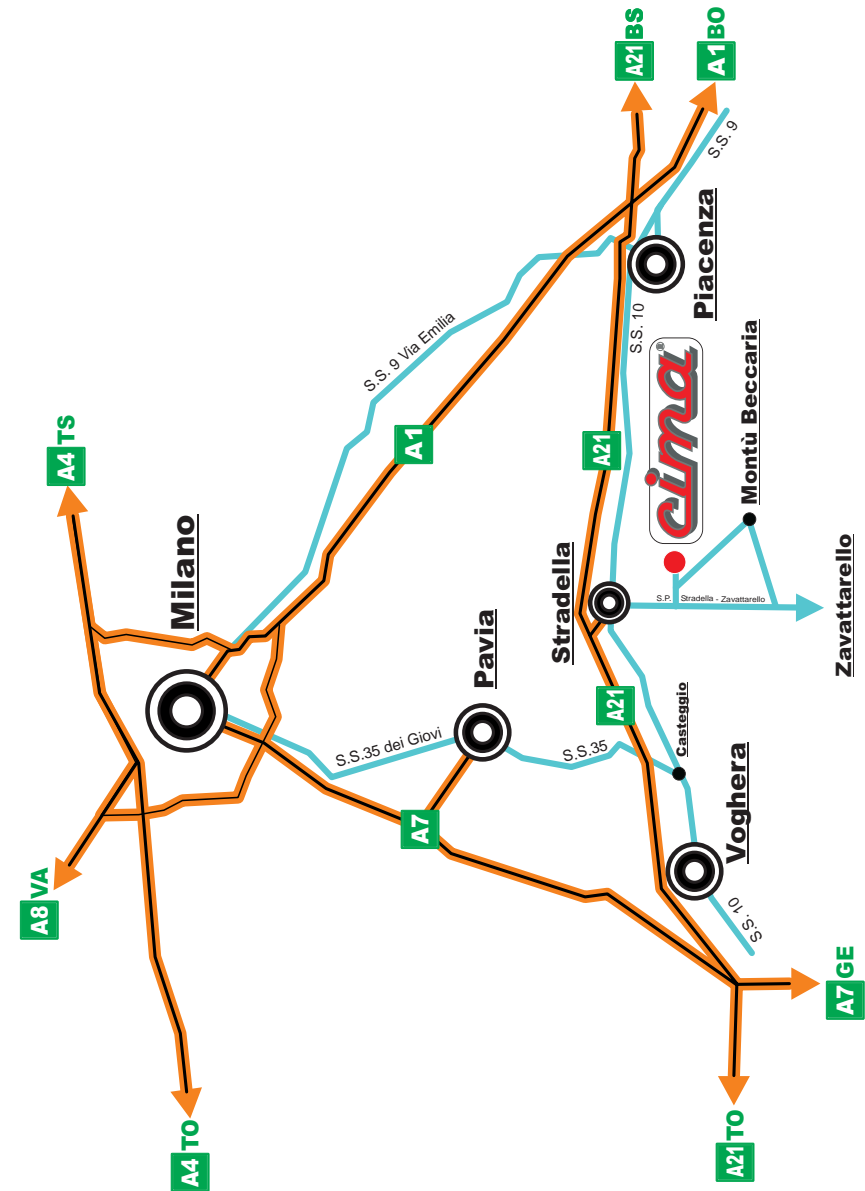 A21 BS
A1 BO
S.S. 9
Piacenza
S.S. 10
S.S. 9 Via Emilia
A4 TS
A1
A21
cima®
Montù Beccaria
Milano
Stradella
S.P. Stradella - Zavattarello
Zavattarello
Pavia
A21
Casteggio
S.S.35 dei Giovi
S.S.35
A7
Voghera
A8 VA
S.S. 10
A7 GE
A4 TO
A21 TO